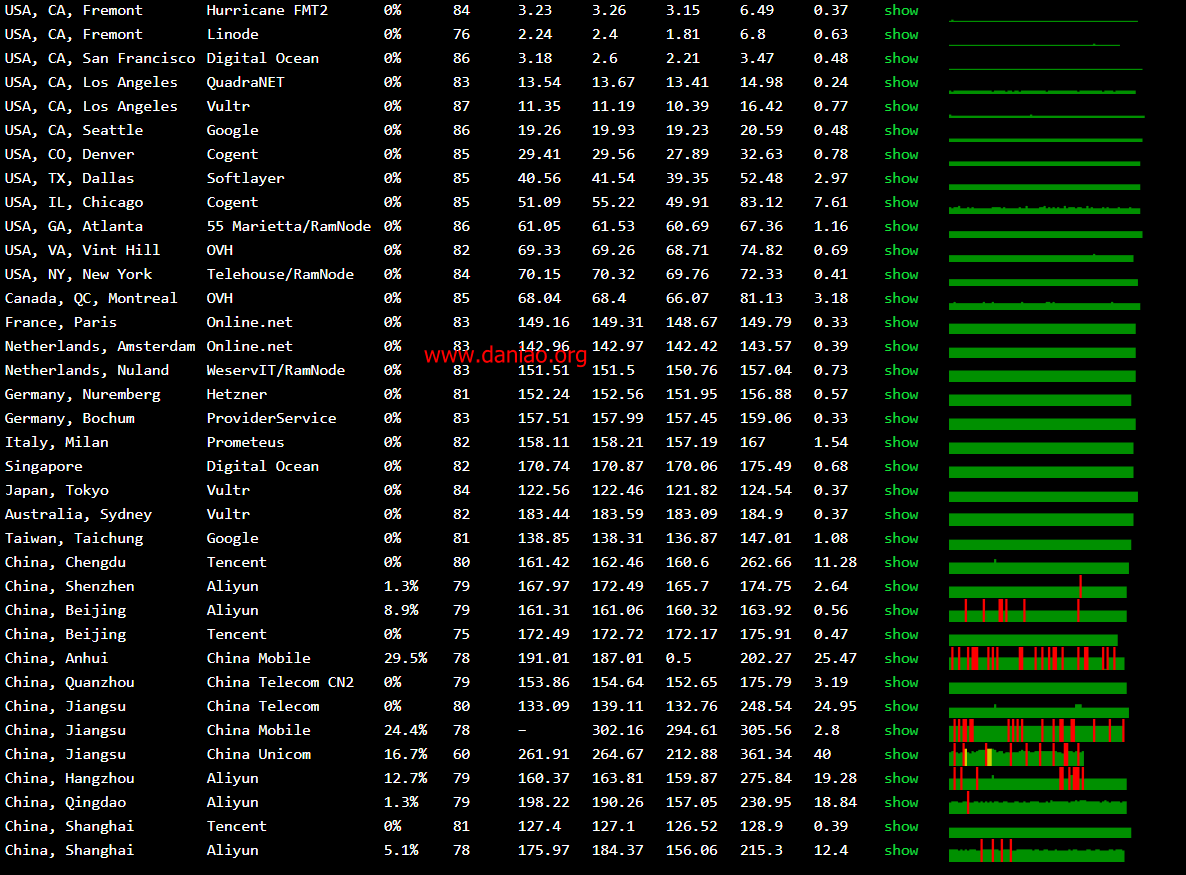 USA, CA, Fremont Hurricane FMT2 0% 84 3.23 3.26 3.15 6.49 0.37 show
USA, CA, Fremont Linode 0% 76 2.24 2.4 1.81 6.8 0.63 show
USA, CA, San Francisco Digital Ocean 0% 86 3.18 2.6 2.21 3.47 0.48 show
USA, CA, Los Angeles QuadraNET 0% 83 13.54 13.67 13.41 14.98 0.24 show
USA, CA, Los Angeles Vultr 0% 87 11.35 11.19 10.39 16.42 0.77 show
USA, CA, Seattle Google 0% 86 19.26 19.93 19.23 20.59 0.48 show
USA, CO, Denver Cogent 0% 85 29.41 29.56 27.89 32.63 0.78 show
USA, TX, Dallas Softlayer 0% 85 40.56 41.54 39.35 52.48 2.97 show
USA, IL, Chicago Cogent 0% 85 51.09 55.22 49.91 83.12 7.61 show
USA, GA, Atlanta 55 Marietta/RamNode 0% 86 61.05 61.53 60.69 67.36 1.16 show
USA, VA, Vint Hill OVH 0% 82 69.33 69.26 68.71 74.82 0.69 show
USA, NY, New York Telehouse/RamNode 0% 84 70.15 70.32 69.76 72.33 0.41 show
Canada, QC, Montreal OVH 0% 85 68.04 68.4 66.07 81.13 3.18 show
France, Paris Online.net 0% 83 149.16 149.31 148.67 149.79 0.33 show
Netherlands, Amsterdam Online.net 0% 83 142.96 142.97 142.42 143.57 0.39 show
www.daniao.org
Netherlands, Nuland WeservIT/RamNode 0% 83 151.51 151.5 150.76 157.04 0.73 show
Germany, Nuremberg Hetzner 0% 81 152.24 152.56 151.95 156.88 0.57 show
Germany, Bochum ProviderService 0% 83 157.51 157.99 157.45 159.06 0.33 show
Italy, Milan Prometeus 0% 82 158.11 158.21 157.19 167 1.54 show
Singapore Digital Ocean 0% 82 170.74 170.87 170.06 175.49 0.68 show
Japan, Tokyo Vultr 0% 84 122.56 122.46 121.82 124.54 0.37 show
Australia, Sydney Vultr 0% 82 183.44 183.59 183.09 184.9 0.37 show
Taiwan, Taichung Google 0% 81 138.85 138.31 136.87 147.01 1.08 show
China, Chengdu Tencent 0% 80 161.42 162.46 160.6 262.66 11.28 show
China, Shenzhen Aliyun 1.3% 79 167.97 172.49 165.7 174.75 2.64 show
China, Beijing Aliyun 8.9% 79 161.31 161.06 160.32 163.92 0.56 show
China, Beijing Tencent 0% 75 172.49 172.72 172.17 175.91 0.47 show
China, Anhui China Mobile 29.5% 78 191.01 187.01 0.5 202.27 25.47 show
China, Quanzhou China Telecom CN2 0% 79 153.86 154.64 152.65 175.79 3.19 show
China, Jiangsu China Telecom 0% 80 133.09 139.11 132.76 248.54 24.95 show
China, Jiangsu China Mobile 24.4% 78 – 302.16 294.61 305.56 2.8 show
China, Jiangsu China Unicom 16.7% 60 261.91 264.67 212.88 361.34 40 show
China, Hangzhou Aliyun 12.7% 79 160.37 163.81 159.87 275.84 19.28 show
China, Qingdao Aliyun 1.3% 79 198.22 190.26 157.05 230.95 18.84 show
China, Shanghai Tencent 0% 81 127.4 127.1 126.52 128.9 0.39 show
China, Shanghai Aliyun 5.1% 78 175.97 184.37 156.06 215.3 12.4 show